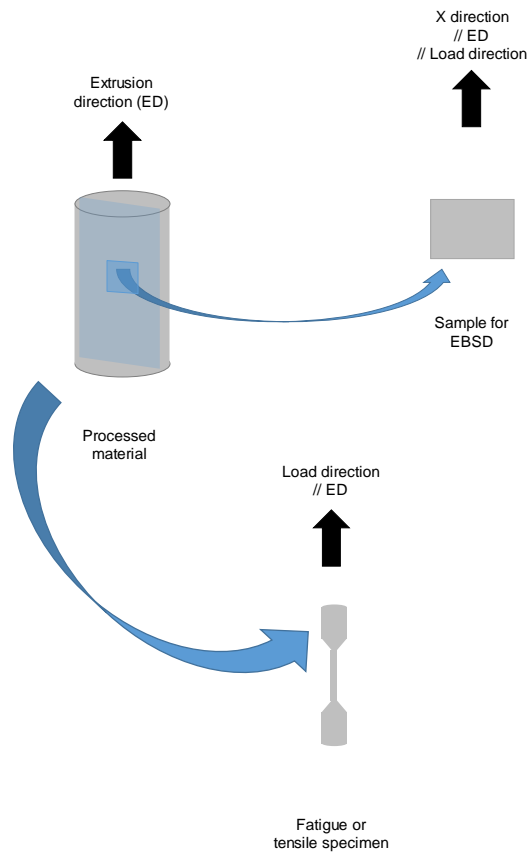 X direction
// ED
// Load direction
Extrusion
direction (ED)
Sample for
EBSD
Processed
material
Load direction
// ED
Fatigue or
tensile specimen